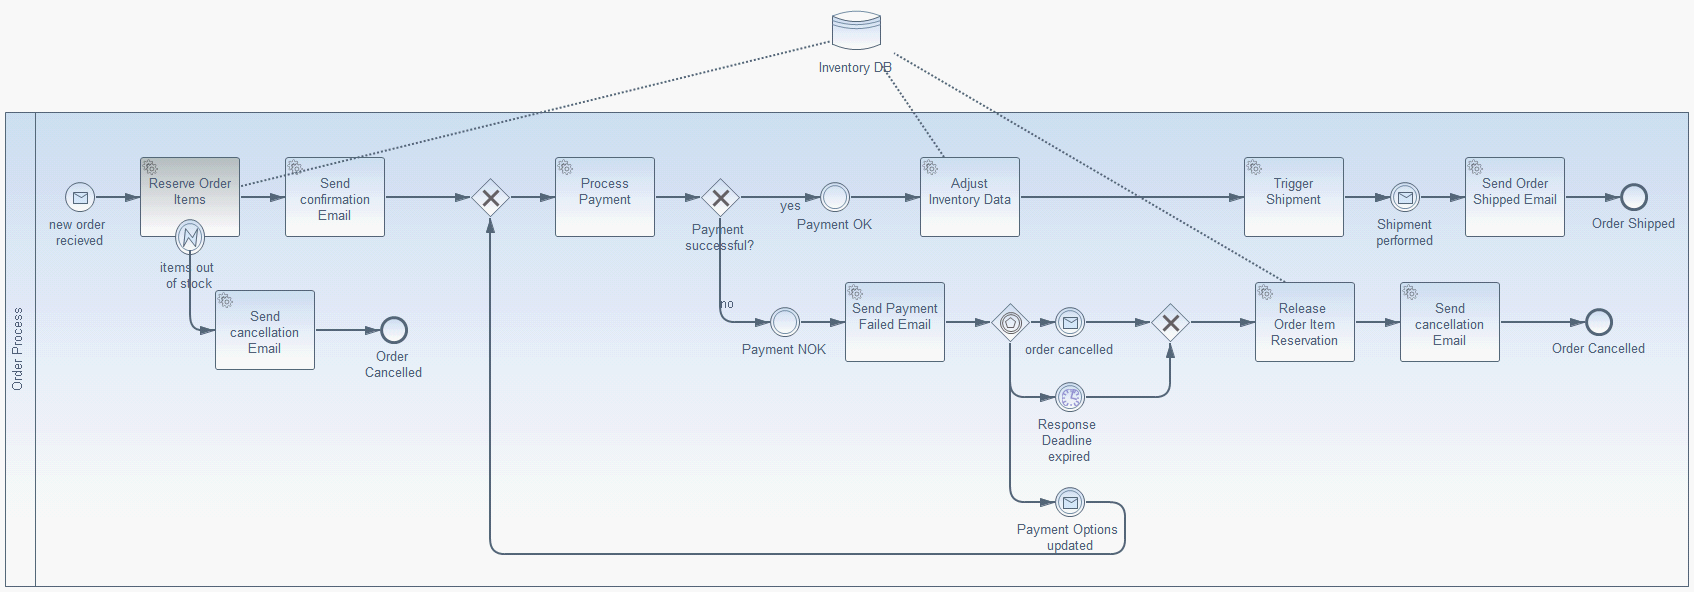 Inventory DB
Order Process
new order
recieved
Reserve Order
Items
items out
of stock
Send
confirmation
Email
Send
cancellation
Email
Order
Cancelled
Process
Payment
Payment
successful?
yes
no
Payment OK
Adjust
Inventory Data
Trigger
Shipment
Shipment
performed
Send Order
Shipped Email
Order Shipped
Payment NOK
Send Payment
Failed Email
order cancelled
Response
Deadline
expired
Payment Options
updated
Release
Order Item
Reservation
Send
cancellation
Email
Order Cancelled